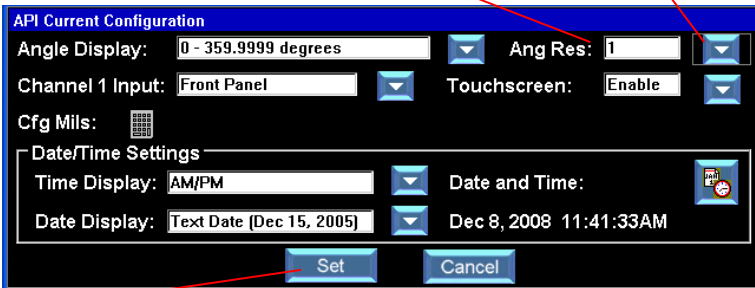 API Current Configuration
Angle Display: 0 - 359.9999 degrees Ang Res: 1
Channel 1 Input: Front Panel Touchscreen: Enable
Cfg Mils:
Date/Time Settings
Time Display: AM/PM Date and Time:
Date Display: Text Date (Dec 15, 2005) Dec 8, 2008 11:41:33AM
Set Cancel